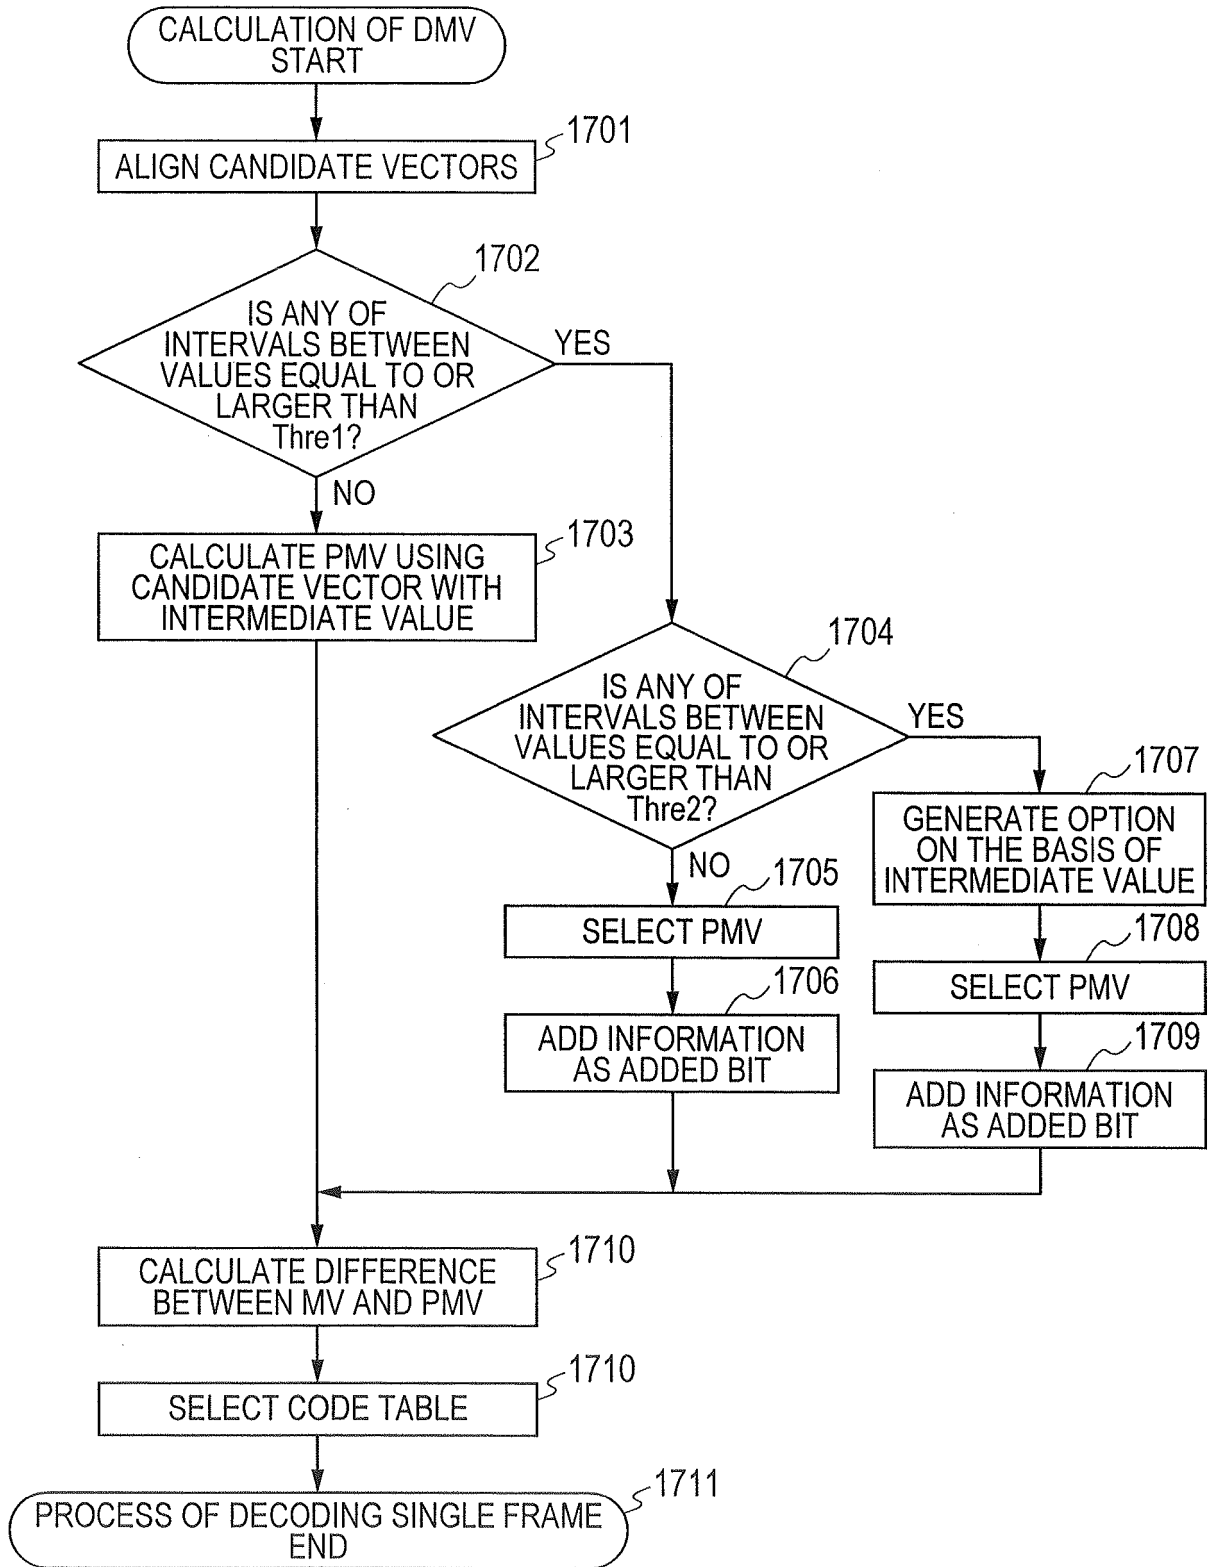 CALCULATION OF DMV
START
1701
ALIGN CANDIDATE VECTORS
1702
IS ANY OF
INTERVALS BETWEEN
VALUES EQUAL TO OR
LARGER THAN
Thre1?
YES
NO
1703
CALCULATE PMV USING
CANDIDATE VECTOR WITH
INTERMEDIATE VALUE
1704
IS ANY OF
INTERVALS BETWEEN
VALUES EQUAL TO OR
LARGER THAN
Thre2?
YES
NO
1705
SELECT PMV
1706
ADD INFORMATION
AS ADDED BIT
1707
GENERATE OPTION
ON THE BASIS OF
INTERMEDIATE VALUE
1708
SELECT PMV
1709
ADD INFORMATION
AS ADDED BIT
1710
CALCULATE DIFFERENCE
BETWEEN MV AND PMV
1710
SELECT CODE TABLE
1711
PROCESS OF DECODING SINGLE FRAME
END